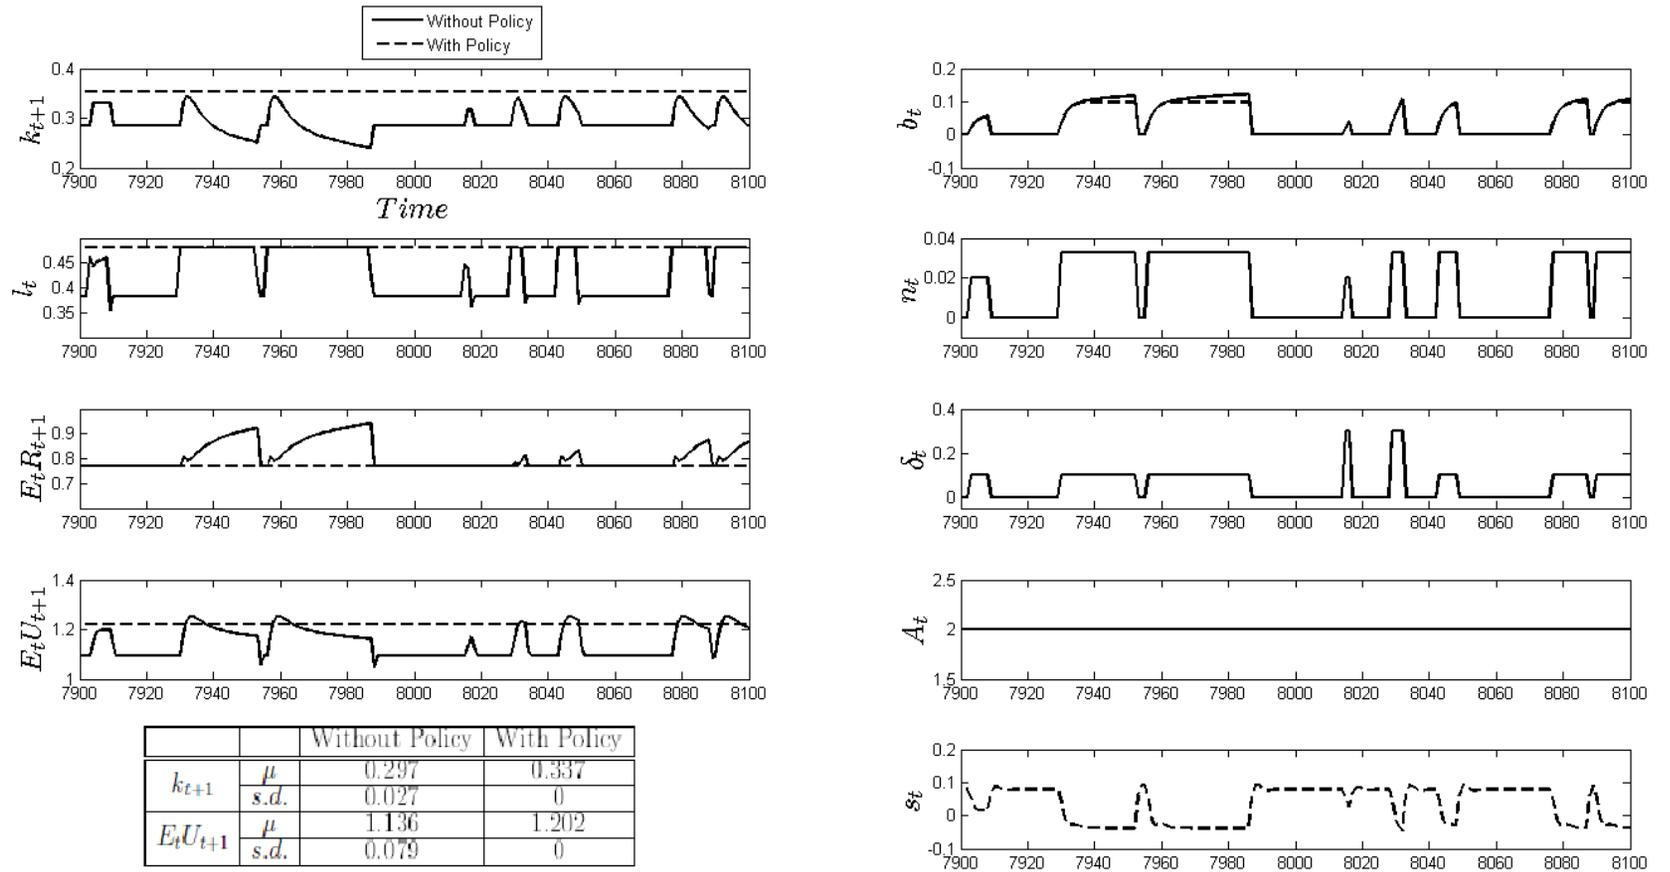 Without Policy
With Policy
k_{t+1}
0.4
0.3
0.2
7900 7920 7940 7960 7980 8000 8020 8040 8060 8080 8100
Time
l_t
0.45
0.4
0.35
7900 7920 7940 7960 7980 8000 8020 8040 8060 8080 8100
E_tR_{t+1}
0.9
0.8
0.7
7900 7920 7940 7960 7980 8000 8020 8040 8060 8080 8100
E_tU_{t+1}
1.4
1.2
1
7900 7920 7940 7960 7980 8000 8020 8040 8060 8080 8100
Without Policy With Policy
k_{t+1} μ 0.297 0.337
s.d. 0.027 0
E_tU_{t+1} μ 1.136 1.202
s.d. 0.079 0
b_t
0.2
0.1
0
-0.1
7900 7920 7940 7960 7980 8000 8020 8040 8060 8080 8100
n_t
0.04
0.02
0
7900 7920 7940 7960 7980 8000 8020 8040 8060 8080 8100
δ_t
0.4
0.2
0
7900 7920 7940 7960 7980 8000 8020 8040 8060 8080 8100
A_t
2.5
2
1.5
7900 7920 7940 7960 7980 8000 8020 8040 8060 8080 8100
s_t
0.2
0.1
0
-0.1
7900 7920 7940 7960 7980 8000 8020 8040 8060 8080 8100